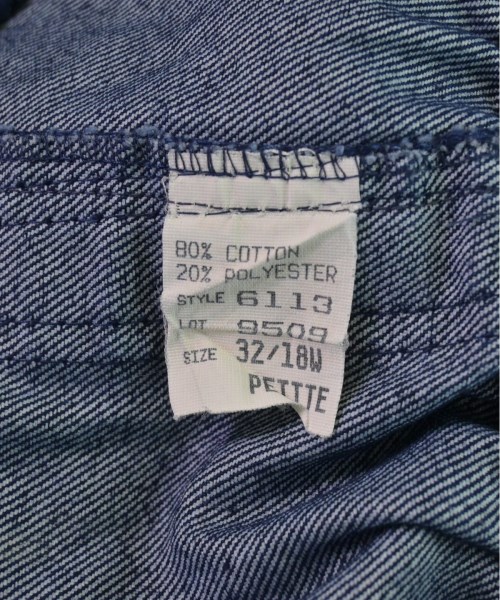 80% COTTON
20% POLYESTER
STYLE 6113
LOT 9509
SIZE 32/18W
PETITE